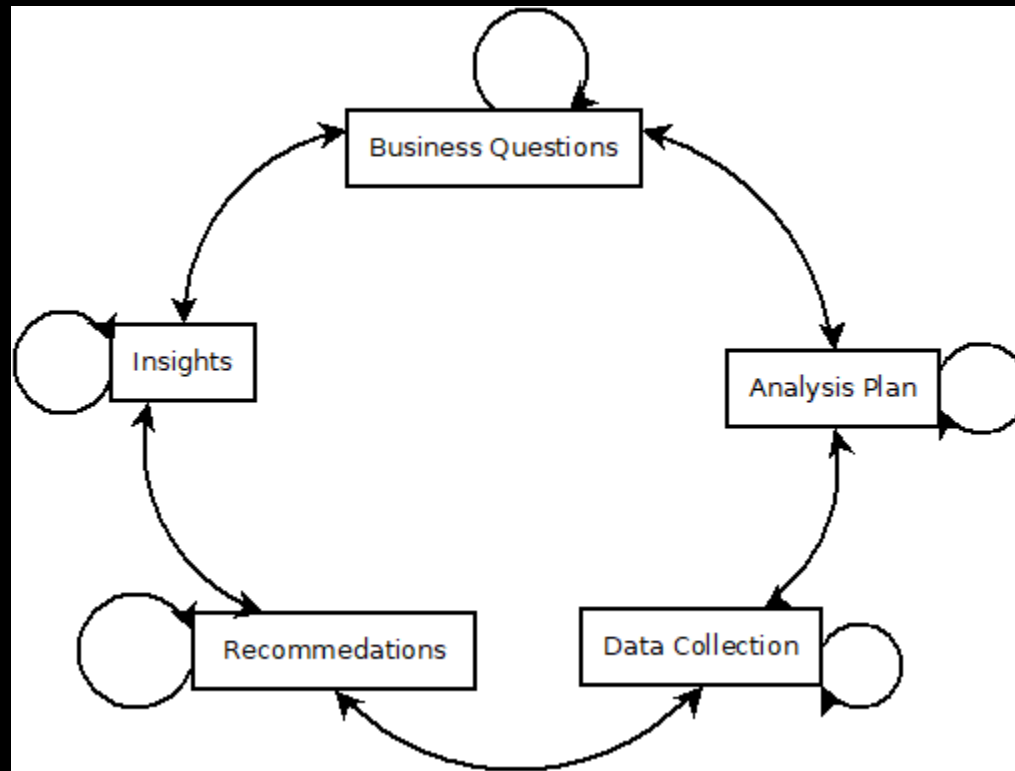 Business Questions
Insights
Analysis Plan
Recommedations
Data Collection